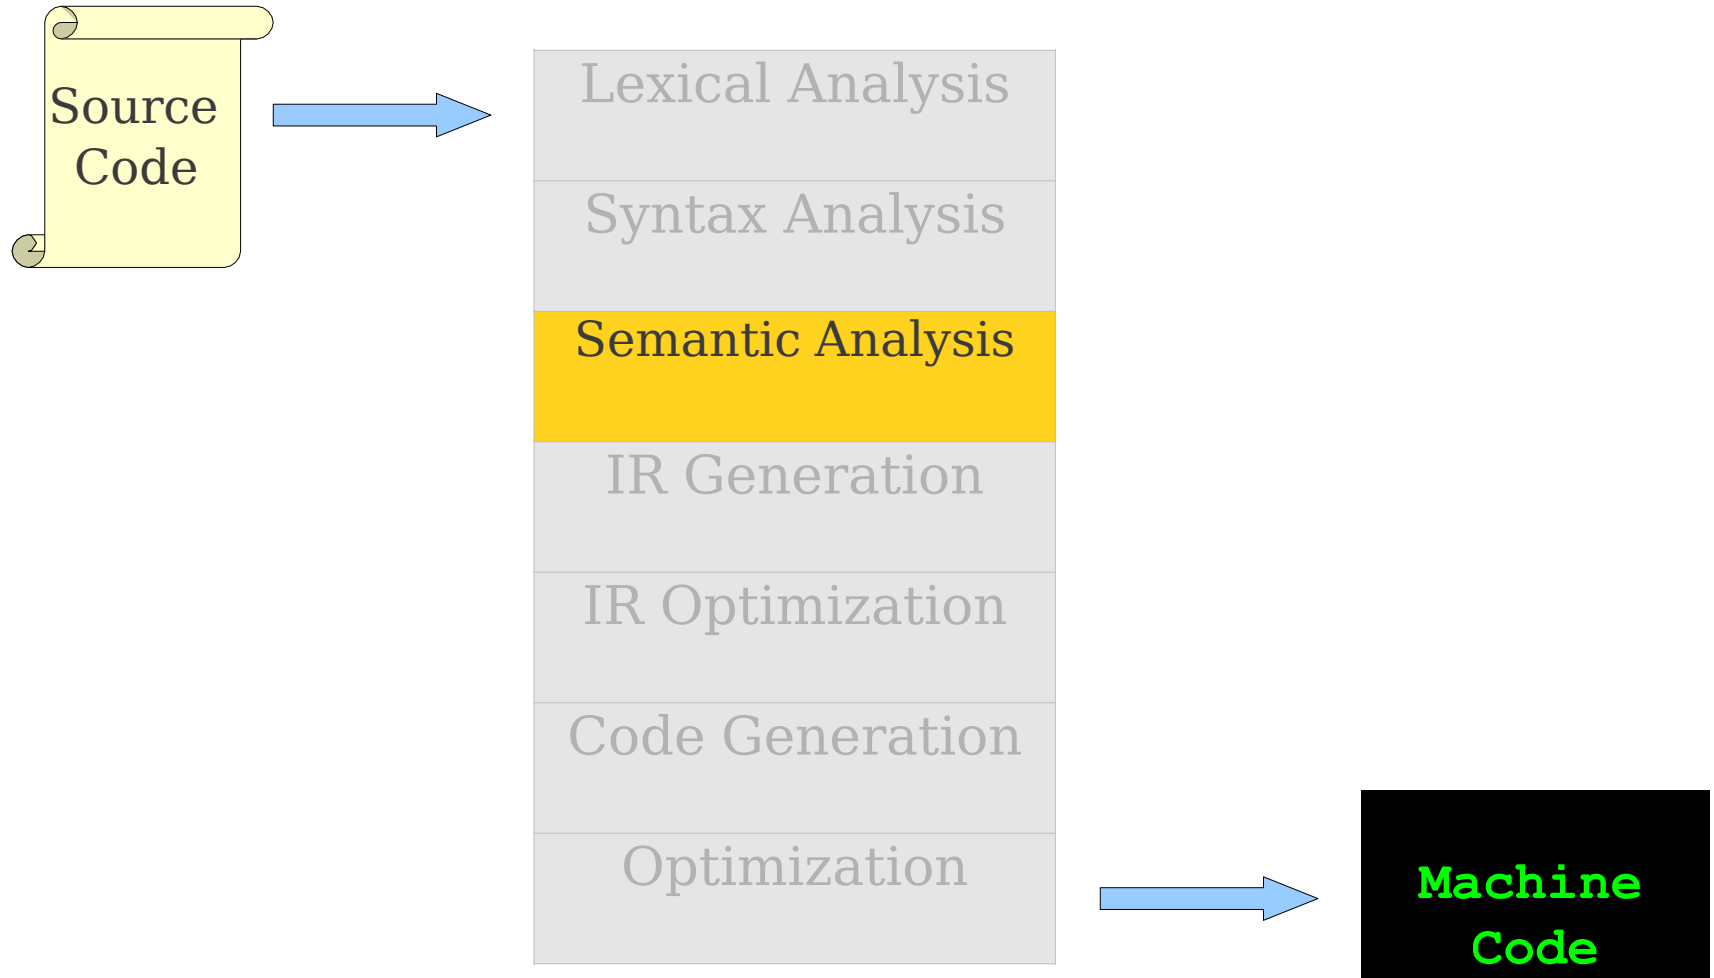 Source
Code
Lexical Analysis
Syntax Analysis
Semantic Analysis
IR Generation
IR Optimization
Code Generation
Optimization
Machine
Code